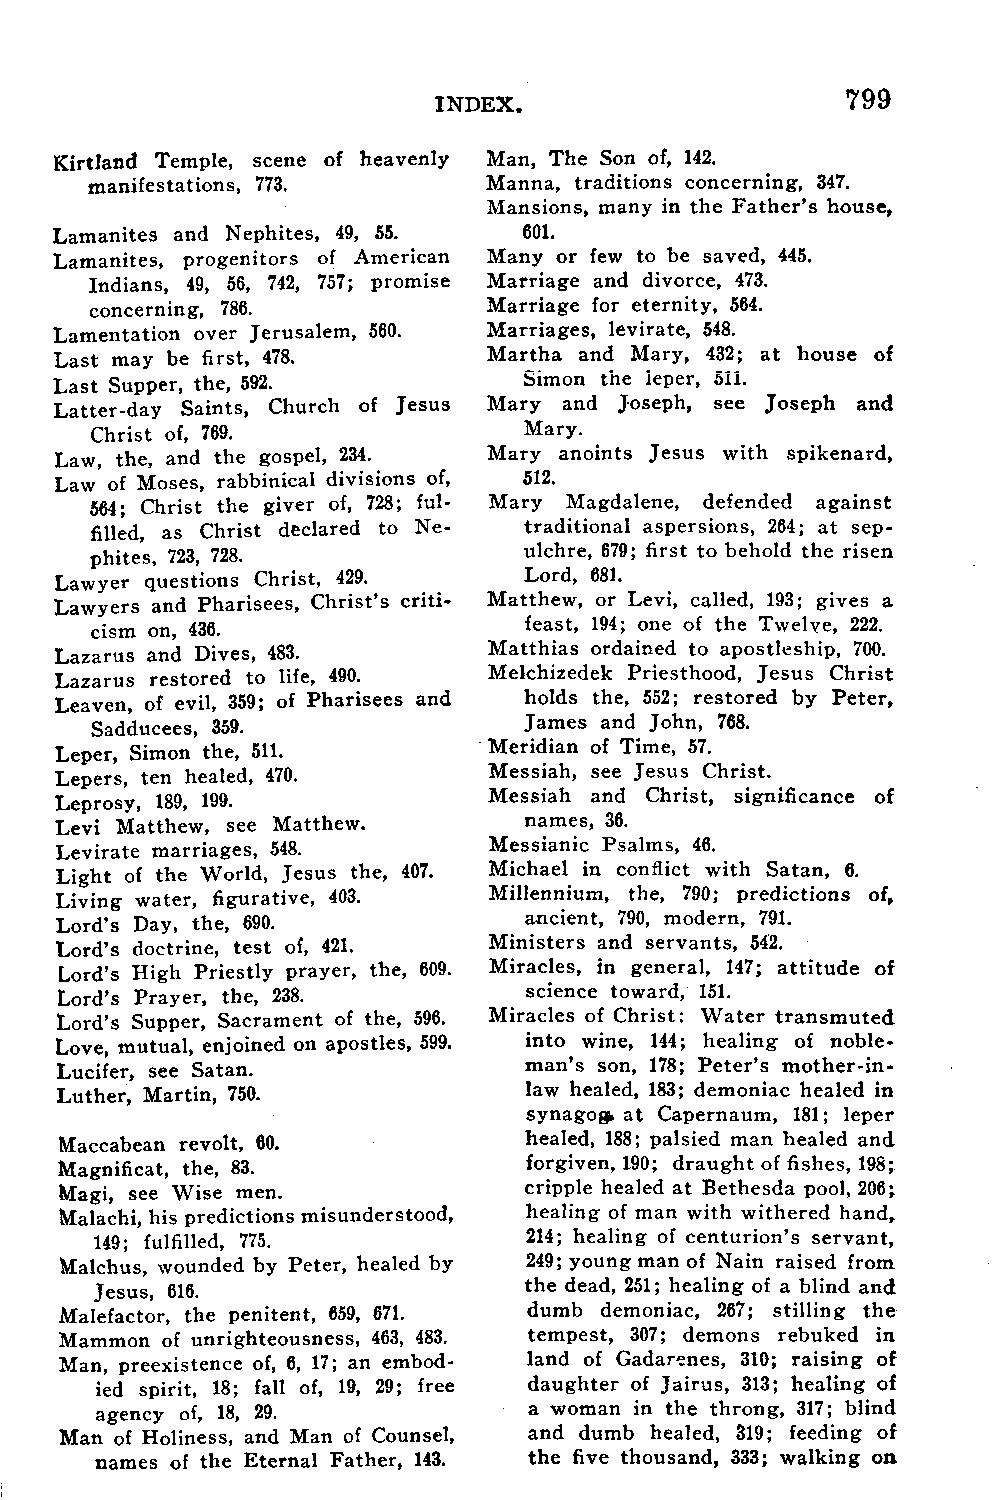 INDEX. 799
Kirtland Temple, scene of heavenly
manifestations, 773.
Lamanites and Nephites, 49, 55.
Lamanites, progenitors of American
Indians, 49, 56, 742, 757; promise
concerning, 786.
Lamentation over Jerusalem, 560.
Last may be first, 478.
Last Supper, the, 592.
Latter-day Saints, Church of Jesus
Christ of, 769.
Law, the, and the gospel, 234.
Law of Moses, rabbinical divisions of,
564; Christ the giver of, 728; ful-
filled, as Christ declared to Ne-
phites, 723, 728.
Lawyer questions Christ, 429.
Lawyers and Pharisees, Christ's criti-
cism on, 436.
Lazarus and Dives, 483.
Lazarus restored to life, 490.
Leaven, of evil, 359; of Pharisees and
Sadducees, 359.
Leper, Simon the, 511.
Lepers, ten healed, 470.
Leprosy, 189, 199.
Levi Matthew, see Matthew.
Levirate marriages, 548.
Light of the World, Jesus the, 407.
Living water, figurative, 403.
Lord's Day, the, 690.
Lord's doctrine, test of, 421.
Lord's High Priestly prayer, the, 609.
Lord's Prayer, the, 238.
Lord's Supper, Sacrament of the, 596.
Love, mutual, enjoined on apostles, 599.
Lucifer, see Satan.
Luther, Martin, 750.
Maccabean revolt, 60.
Magnificat, the, 83.
Magi, see Wise men.
Malachi, his predictions misunderstood,
149; fulfilled, 775.
Malchus, wounded by Peter, healed by
Jesus, 616.
Malefactor, the penitent, 659, 671.
Mammon of unrighteousness, 463, 483.
Man, preexistence of, 6, 17; an embod-
ied spirit, 18; fall of, 19, 29; free
agency of, 18, 29.
Man of Holiness, and Man of Counsel,
names of the Eternal Father, 143.
Man, The Son of, 142.
Manna, traditions concerning, 347.
Mansions, many in the Father's house,
601.
Many or few to be saved, 445.
Marriage and divorce, 473.
Marriage for eternity, 564.
Marriages, levirate, 548.
Martha and Mary, 432; at house of
Simon the leper, 511.
Mary and Joseph, see Joseph and
Mary.
Mary anoints Jesus with spikenard,
512.
Mary Magdalene, defended against
traditional aspersions, 264; at sep-
ulchre, 679; first to behold the risen
Lord, 681.
Matthew, or Levi, called, 193; gives a
feast, 194; one of the Twelve, 222.
Matthias ordained to apostleship, 700.
Melchizedek Priesthood, Jesus Christ
holds the, 552; restored by Peter,
James and John, 768.
Meridian of Time, 57.
Messiah, see Jesus Christ.
Messiah and Christ, significance of
names, 36.
Messianic Psalms, 46.
Michael in conflict with Satan, 6.
Millennium, the, 790; predictions of,
ancient, 790, modern, 791.
Ministers and servants, 542.
Miracles, in general, 147; attitude of
science toward, 151.
Miracles of Christ: Water transmuted
into wine, 144; healing of noble-
man's son, 178; Peter's mother-in-
law healed, 183; demoniac healed in
at Capernaum, 181; leper
healed, 188; palsied man healed and
forgiven, 190; draught of fishes, 198;
cripple healed at Bethesda pool, 206;
healing of man with withered hand,
214; healing of centurion's servant,
249; young man of Nain raised from
the dead, 251; healing of a blind and
dumb demoniac, 267; stilling the
tempest, 307; demons rebuked in
land of Gadarenes, 310; raising of
daughter of Jairus, 313; healing of
a woman in the throng, 317; blind
and dumb healed, 319; feeding of
the five thousand, 333; walking on